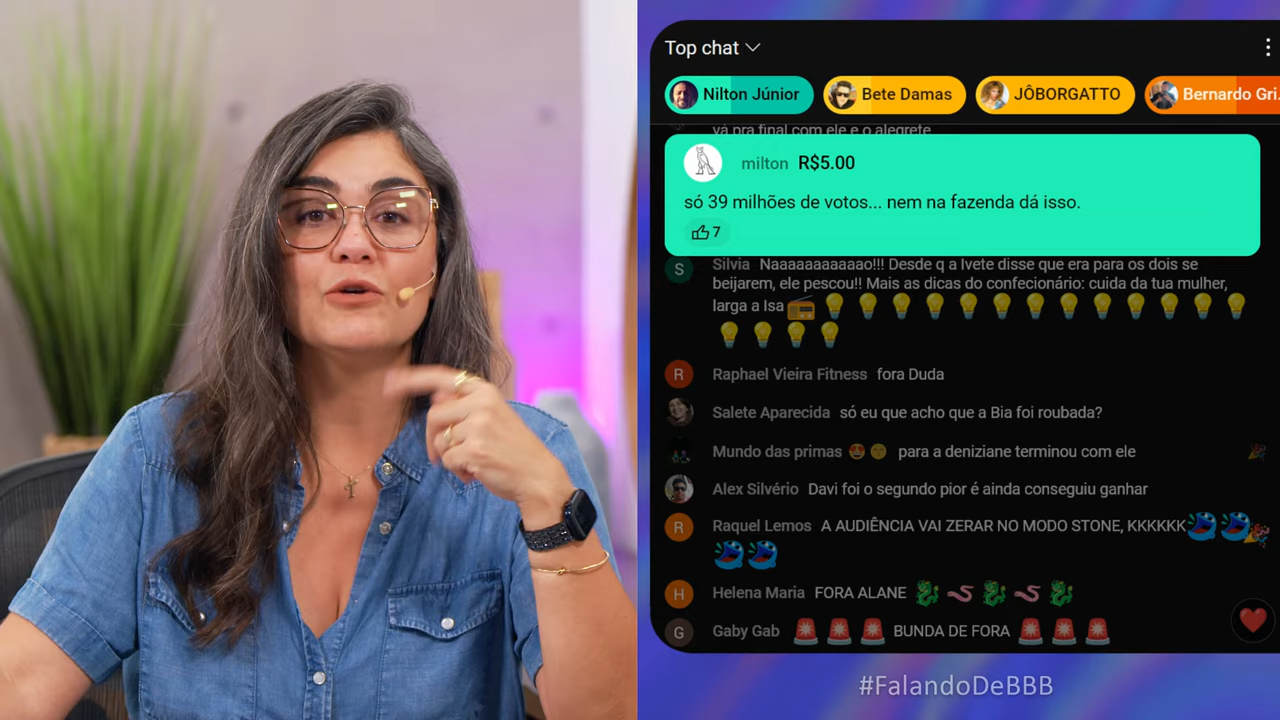 Top chat
Nilton Júnior
Bete Damas
JÔBORGATTO
Bernardo Gri.
vá pra final com ele e o alegrete
milton R$5.00
só 39 milhões de votos... nem na fazenda dá isso.
7
S
Silvia Naaaaaaaaaaao!!! Desde q a Ivete disse que era para os dois se
beijarem, ele pescou!! Mais as dicas do confecionário: cuida da tua mulher,
larga a Isa
R
Raphael Vieira Fitness fora Duda
Salete Aparecida só eu que acho que a Bia foi roubada?
Mundo das primas para a deniziane terminou com ele
Alex Silvério Davi foi o segundo pior é ainda conseguiu ganhar
R
Raquel Lemos A AUDIÊNCIA VAI ZERAR NO MODO STONE, KKKKKK
H
Helena Maria FORA ALANE
G
Gaby Gab BUNDA DE FORA
#FalandoDeBBB